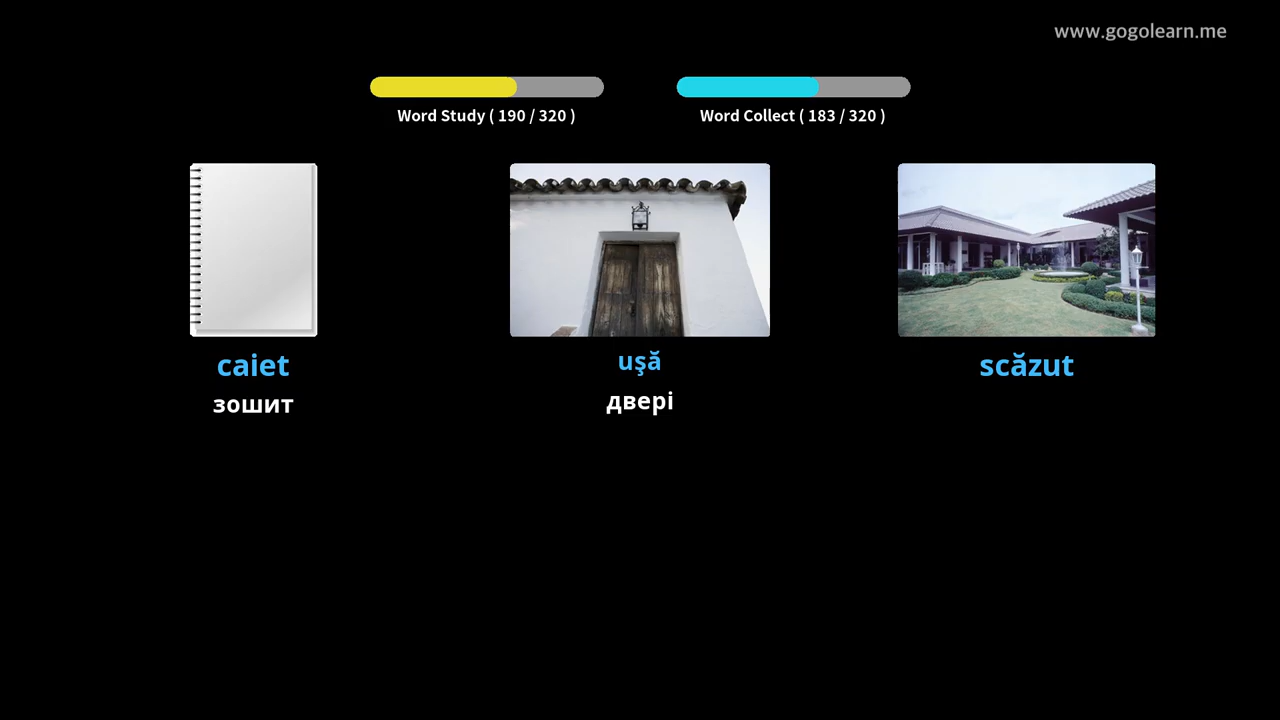 www.gogolearn.me
Word Study ( 190 / 320 )
Word Collect ( 183 / 320 )
caiet
зошит
uşă
двері
scăzut